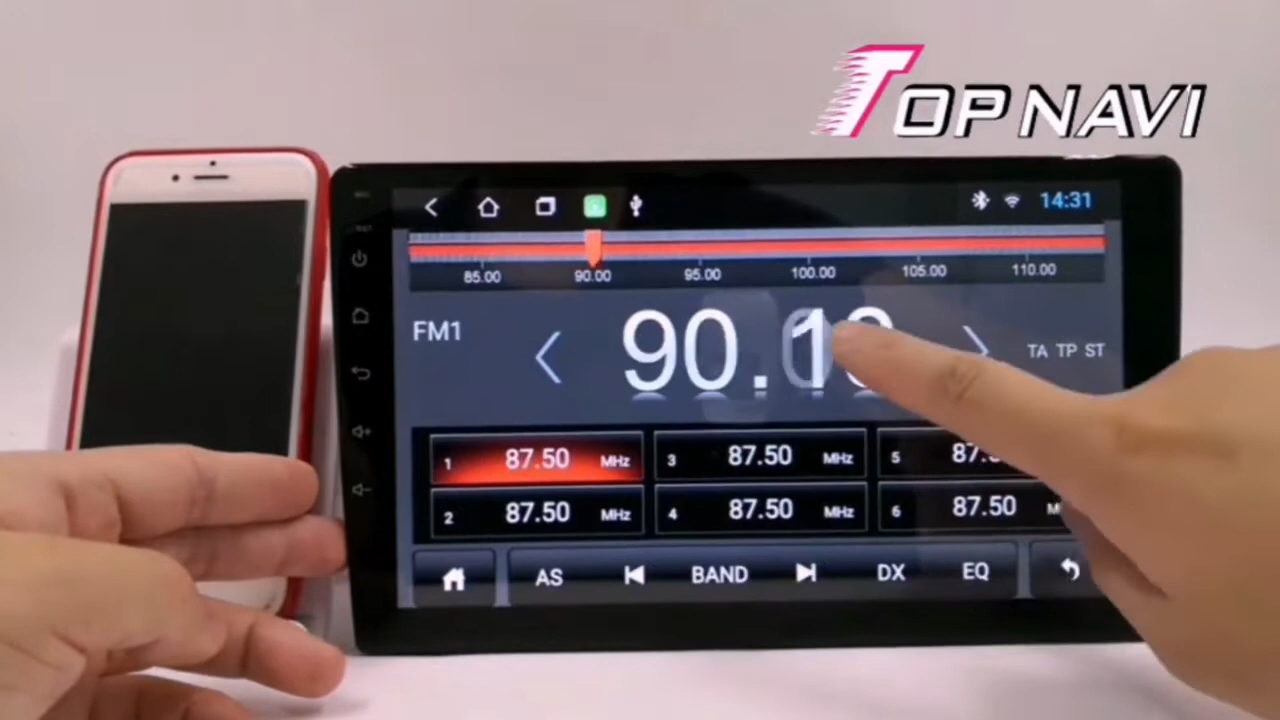 TOPNAVI
14:31
85.00 90.00 95.00 100.00 105.00 110.00
FM1
90.
TA TP ST
1 87.50 MHz
3 87.50 MHz
5
2 87.50 MHz
4 87.50 MHz
6 87.50
AS BAND DX EQ